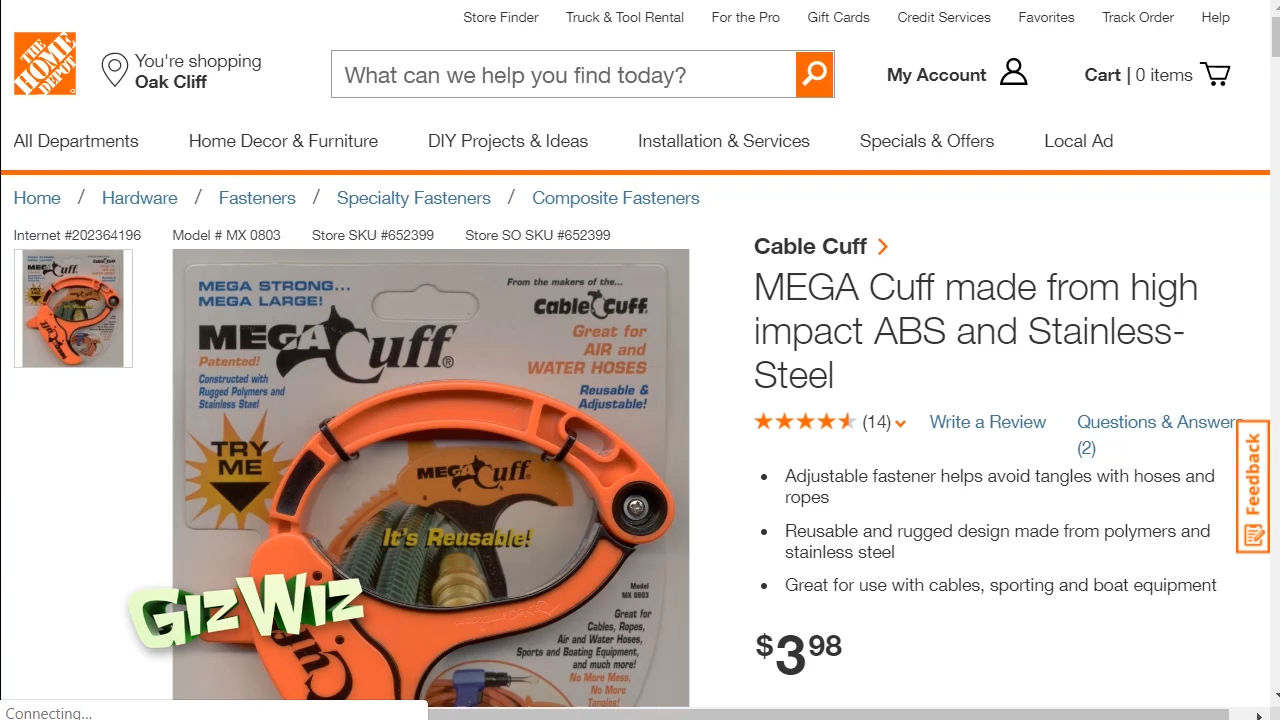 Store Finder Truck & Tool Rental For the Pro Gift Cards Credit Services Favorites Track Order Help
THE HOME DEPOT
You're shopping
Oak Cliff
What can we help you find today?
My Account
Cart | 0 items
All Departments Home Decor & Furniture DIY Projects & Ideas Installation & Services Specials & Offers Local Ad
Home / Hardware / Fasteners / Specialty Fasteners / Composite Fasteners
Internet #202364196 Model # MX 0803 Store SKU #652399 Store SO SKU #652399
MEGA STRONG...
MEGA LARGE!
From the makers of the...
Cable Cuff
MEGA Cuff®
Patented!
Constructed with
Rugged Polymers and
Stainless Steel
Great for
AIR and
WATER HOSES
Reusable &
Adjustable!
TRY
ME
MEGA Cuff
It's Reusable!
Model
MX 0803
Great for
Cables, Ropes,
Air and Water Hoses,
Sports and Boating Equipment,
and much more!
No More Mess,
No More
Tangles!
GizWiz
Cable Cuff
MEGA Cuff made from high
impact ABS and Stainless-
Steel
(14) Write a Review Questions & Answers
(2)
• Adjustable fastener helps avoid tangles with hoses and
ropes
• Reusable and rugged design made from polymers and
stainless steel
• Great for use with cables, sporting and boat equipment
$3 98
Feedback
Connecting...